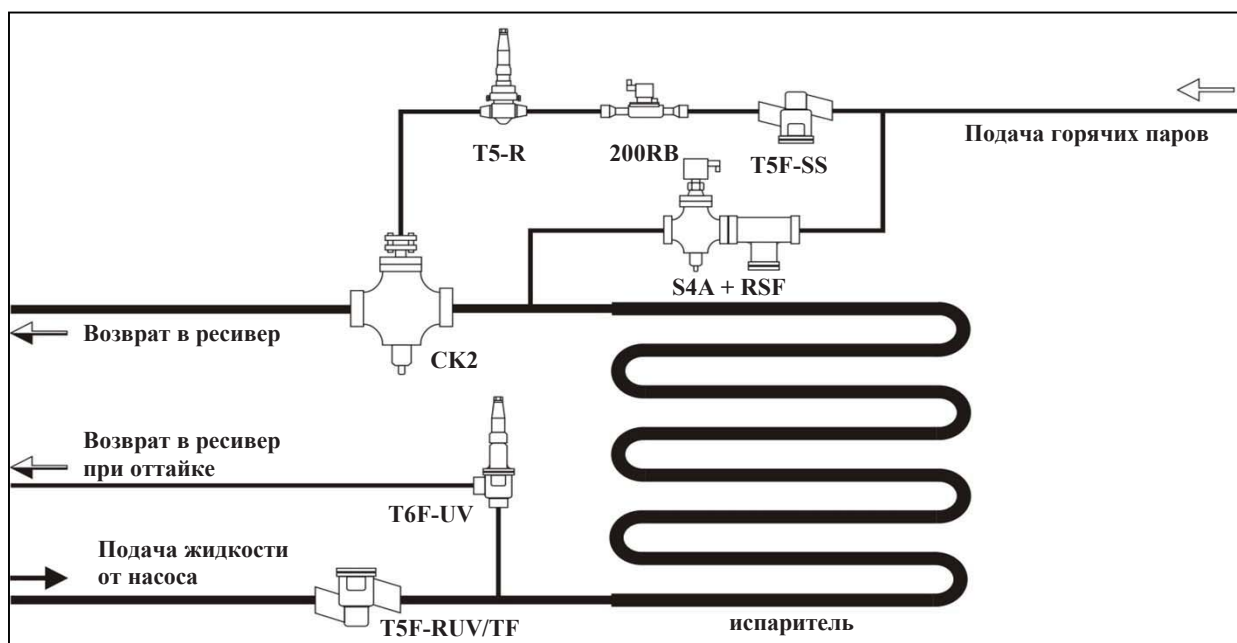 T5-R
200RB
T5F-SS
Подача горячих паров
S4A + RSF
Возврат в ресивер
CK2
Возврат в ресивер
при оттайке
T6F-UV
Подача жидкости
от насоса
T5F-RUV/TF
испаритель